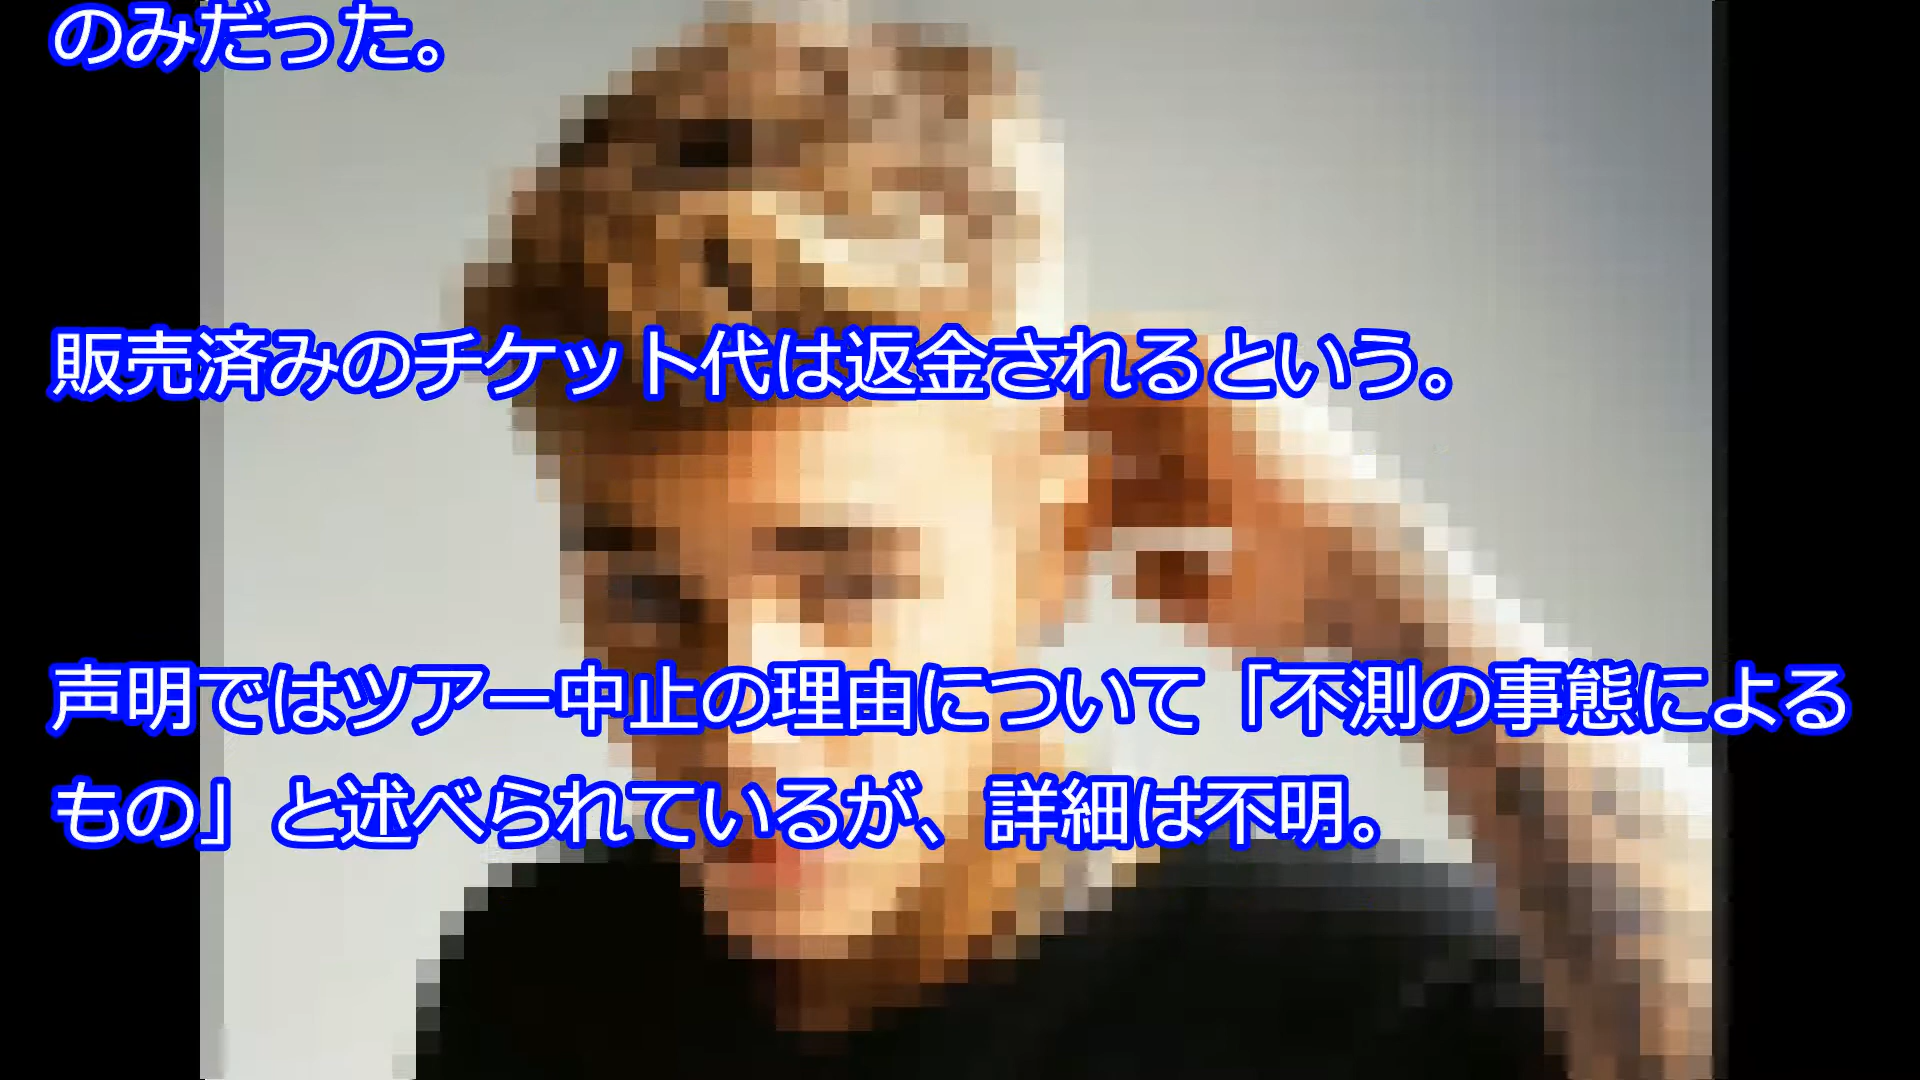 のみだった。
販売済みのチケット代は返金されるという。
声明ではツアー中止の理由について「不測の事態による
もの」と述べられているが、詳細は不明。